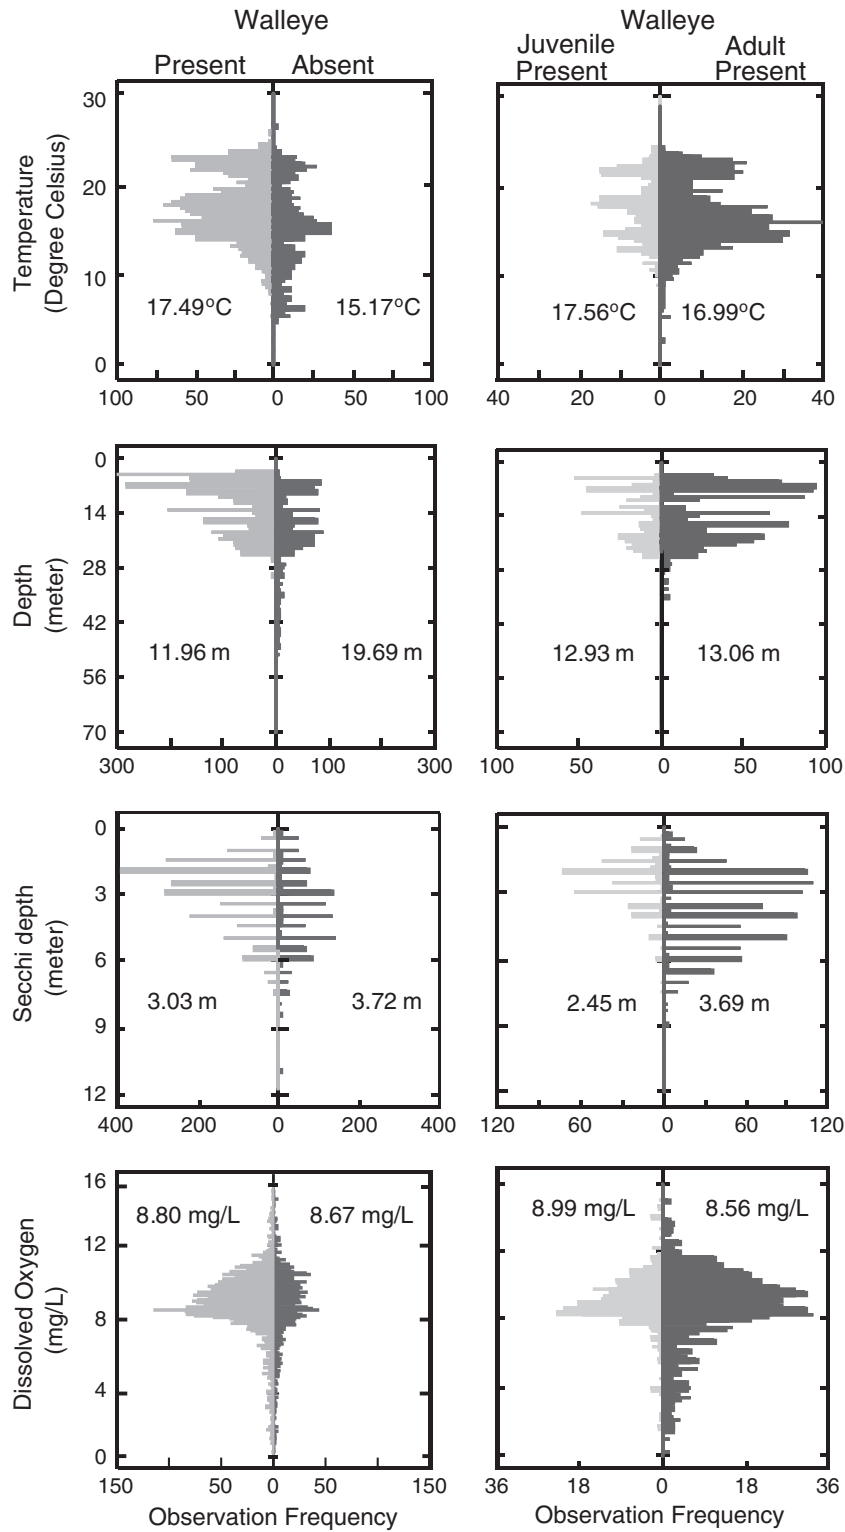 Walleye
Walleye
Present
Absent
Juvenile
Present
Adult
Present
Temperature
(Degree Celsius)
30
20
10
0
17.49°C
15.17°C
17.56°C
16.99°C
100 50 0 50 100
40 20 0 20 40
Depth
(meter)
0
14
28
42
56
70
11.96 m
19.69 m
12.93 m
13.06 m
300 100 0 100 300
100 50 0 50 100
Secchi depth
(meter)
0
3
6
9
12
3.03 m
3.72 m
2.45 m
3.69 m
400 200 0 200 400
120 60 0 60 120
Dissolved Oxygen
(mg/L)
16
12
8
4
0
8.80 mg/L
8.67 mg/L
8.99 mg/L
8.56 mg/L
150 50 0 50 150
36 18 0 18 36
Observation Frequency
Observation Frequency